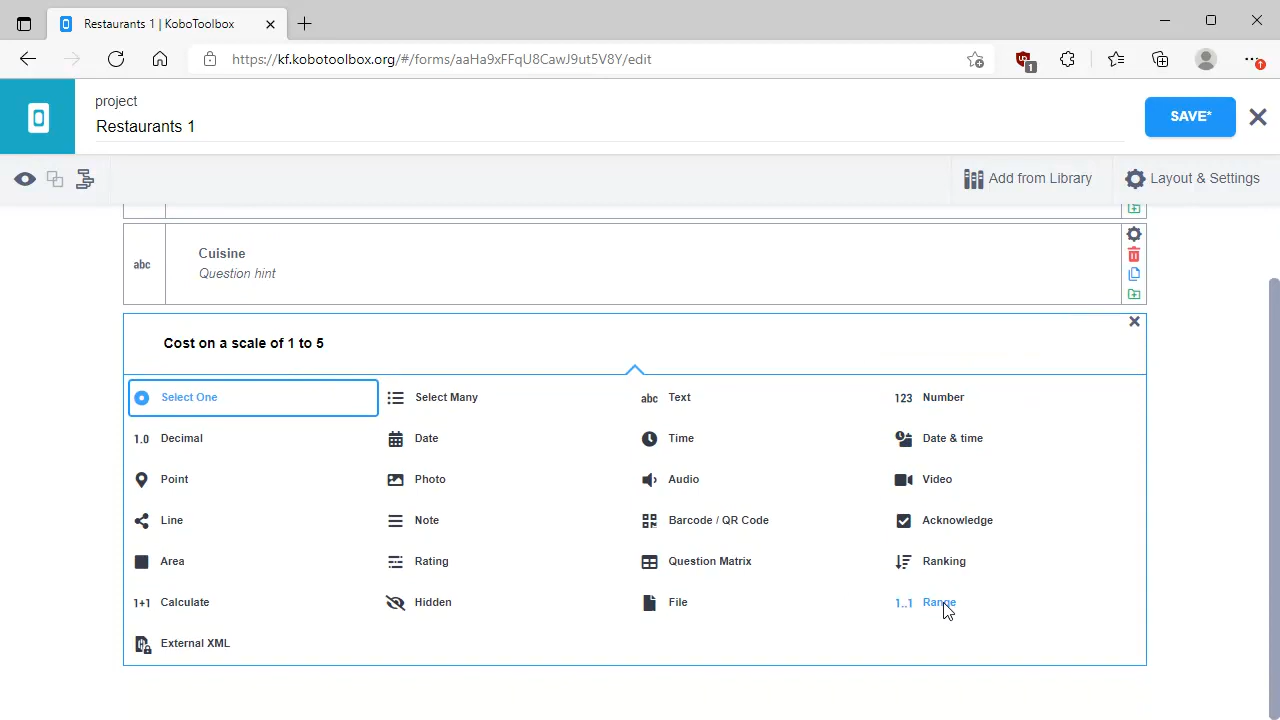 Restaurants 1 | KoboToolbox
https://kf.kobotoolbox.org/#/forms/aaHa9xFFqU8CawJ9ut5V8Y/edit
1
project
Restaurants 1
SAVE*
Add from Library
Layout & Settings
abc
Cuisine
Question hint
Cost on a scale of 1 to 5
Select One
Select Many
abc Text
123 Number
1.0 Decimal
Date
Time
Date & time
Point
Photo
Audio
Video
Line
Note
Barcode / QR Code
Acknowledge
Area
Rating
Question Matrix
Ranking
1+1 Calculate
Hidden
File
1..1 Range
External XML